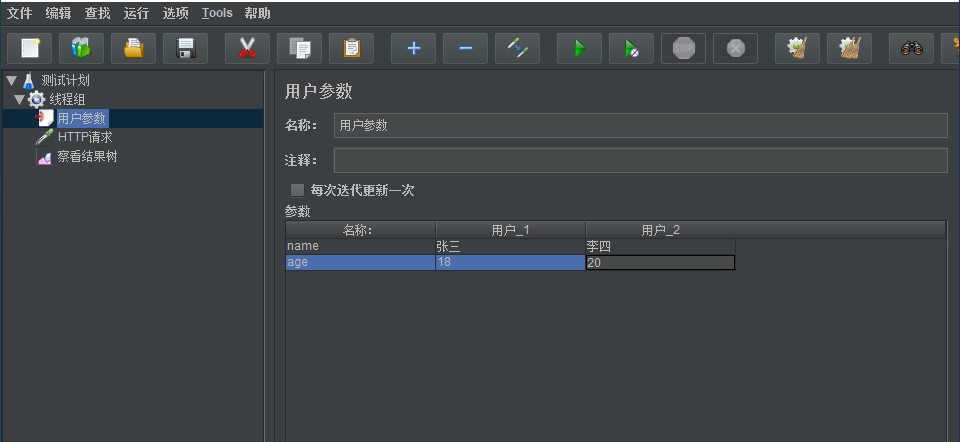 文件 编辑 查找 运行 选项 Tools 帮助
STOP
测试计划
线程组
用户参数
HTTP请求
察看结果树
用户参数
名称： 用户参数
注释：
每次迭代更新一次
参数
名称： 用户_1 用户_2
name 张三 李四
age 18 20